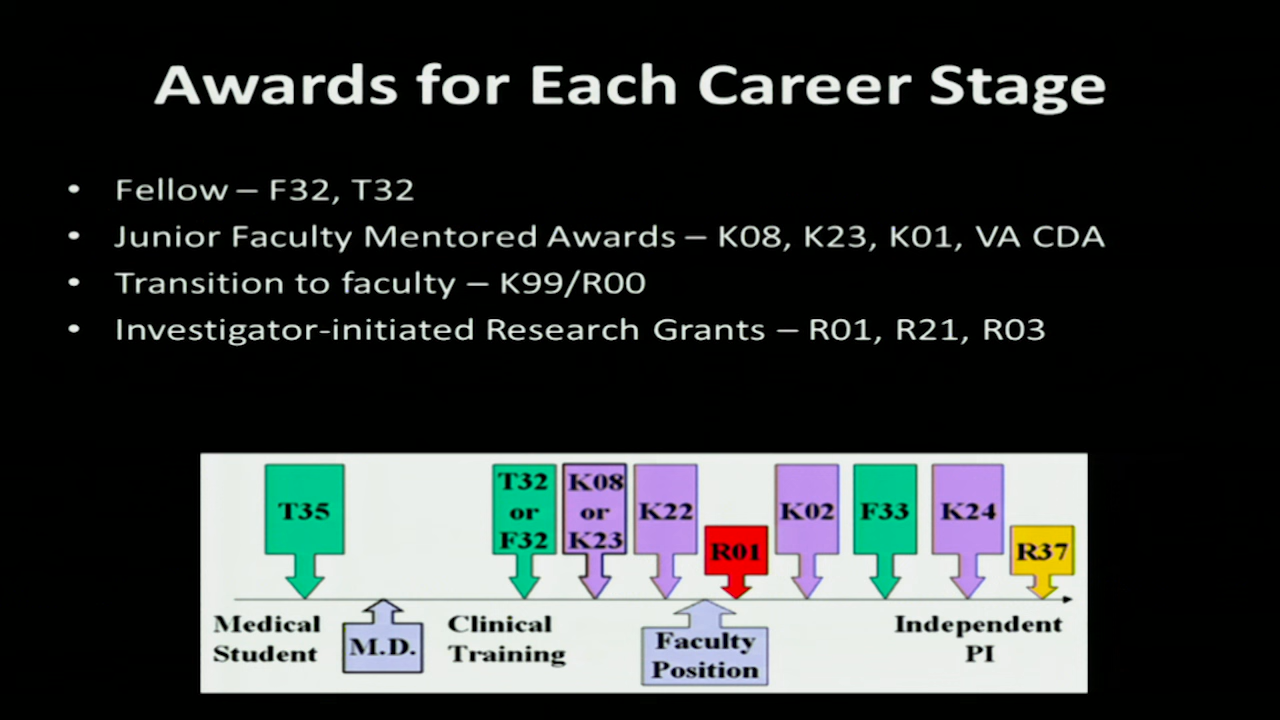 Awards for Each Career Stage
• Fellow – F32, T32
• Junior Faculty Mentored Awards – K08, K23, K01, VA CDA
• Transition to faculty – K99/R00
• Investigator-initiated Research Grants – R01, R21, R03
T35
T32
or
F32
K08
or
K23
K22
R01
K02
F33
K24
R37
Medical
Student
M.D.
Clinical
Training
Faculty
Position
Independent
PI